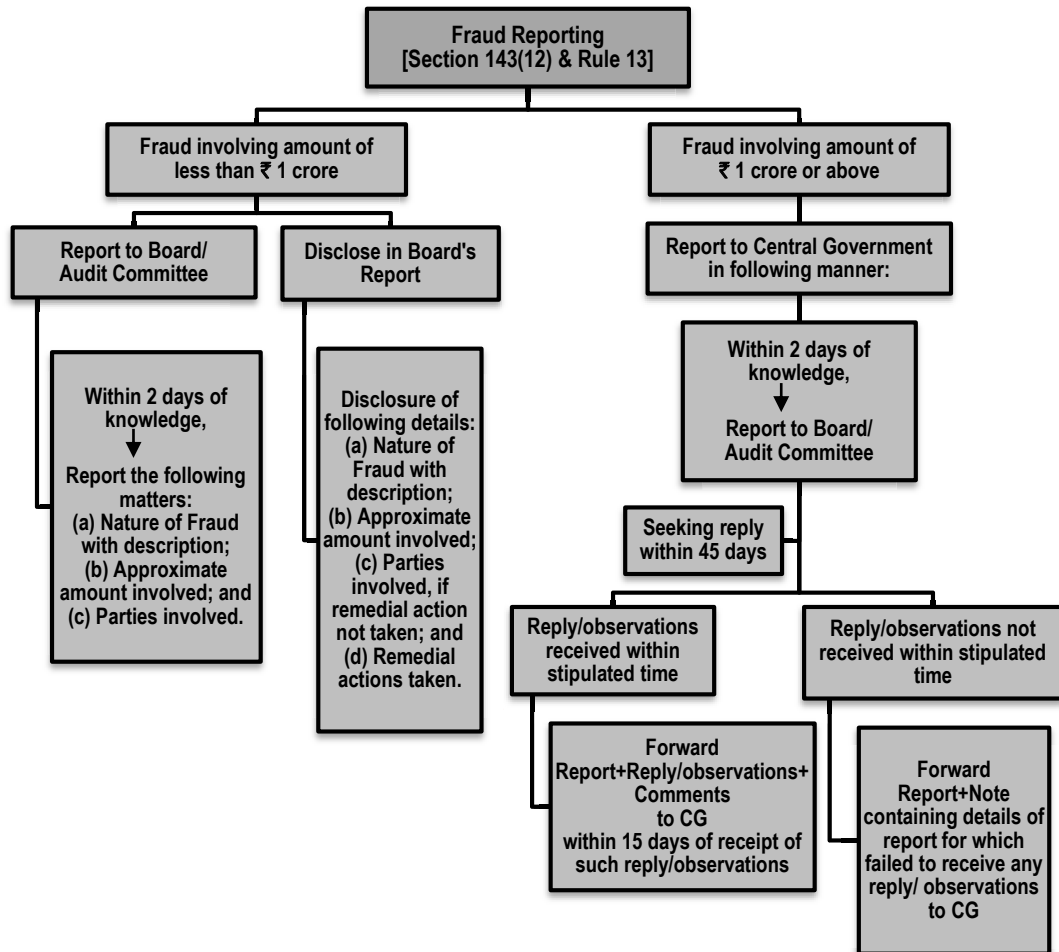 Fraud Reporting
[Section 143(12) & Rule 13]
Fraud involving amount of
less than ₹ 1 crore
Fraud involving amount of
₹ 1 crore or above
Report to Board/
Audit Committee
Disclose in Board's
Report
Report to Central Government
in following manner:
Within 2 days of
knowledge,
Report the following
matters:
(a) Nature of Fraud
with description;
(b) Approximate
amount involved; and
(c) Parties involved.
Disclosure of
following details:
(a) Nature of
Fraud with
description;
(b) Approximate
amount involved;
(c) Parties
involved, if
remedial action
not taken; and
(d) Remedial
actions taken.
Within 2 days of
knowledge,
Report to Board/
Audit Committee
Seeking reply
within 45 days
Reply/observations
received within
stipulated time
Reply/observations not
received within stipulated
time
Forward
Report+Reply/observations+
Comments
to CG
within 15 days of receipt of
such reply/observations
Forward
Report+Note
containing details of
report for which
failed to receive any
reply/ observations
to CG